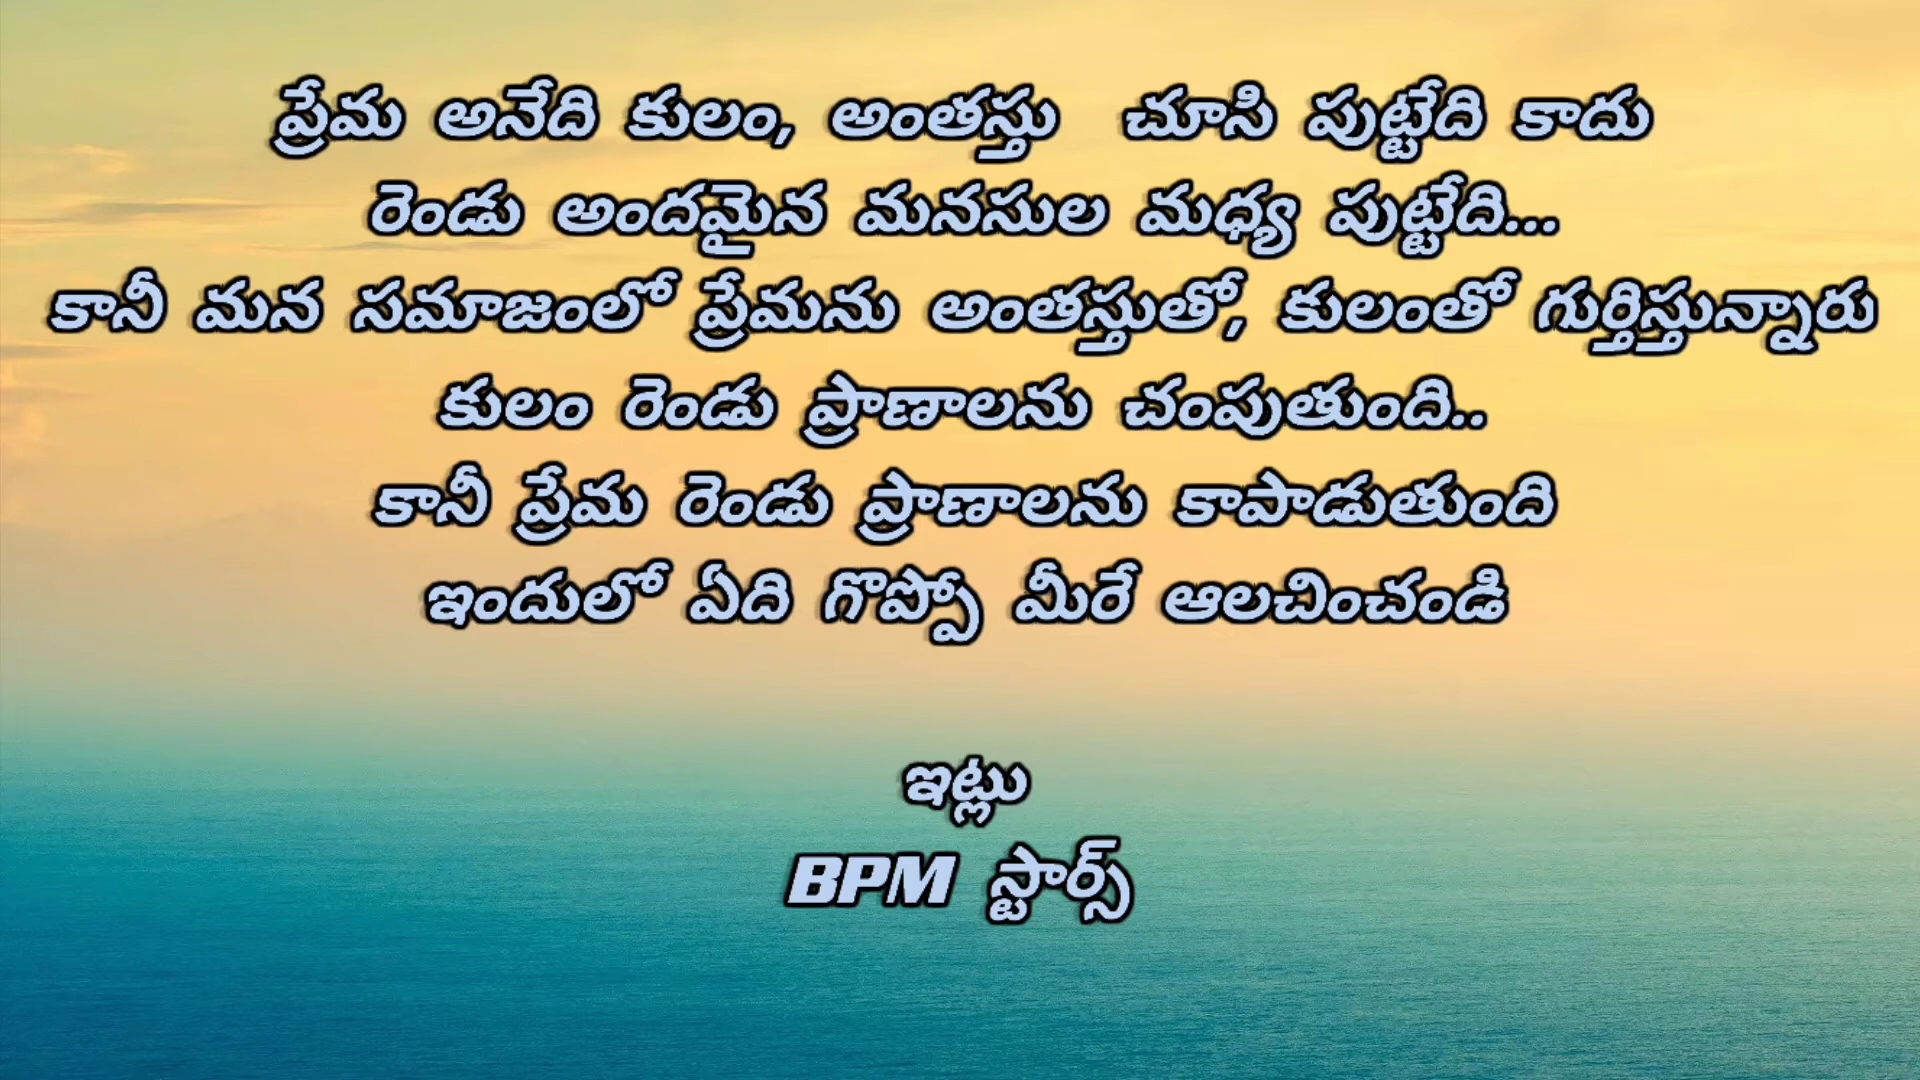 ప్రేమ అనేది కులం, అంతస్తు చూసి పుట్టేది కాదు
రెండు అందమైన మనసుల మధ్య పుట్టేది...
కానీ మన సమాజంలో ప్రేమను అంతస్తుతో, కులంతో గుర్తిస్తున్నారు
కులం రెండు ప్రాణాలను చంపుతుంది..
కానీ ప్రేమ రెండు ప్రాణాలను కాపాడుతుంది
ఇందులో ఏది గొప్పో మీరే ఆలచించండి
ఇట్లు
BPM స్టార్స్